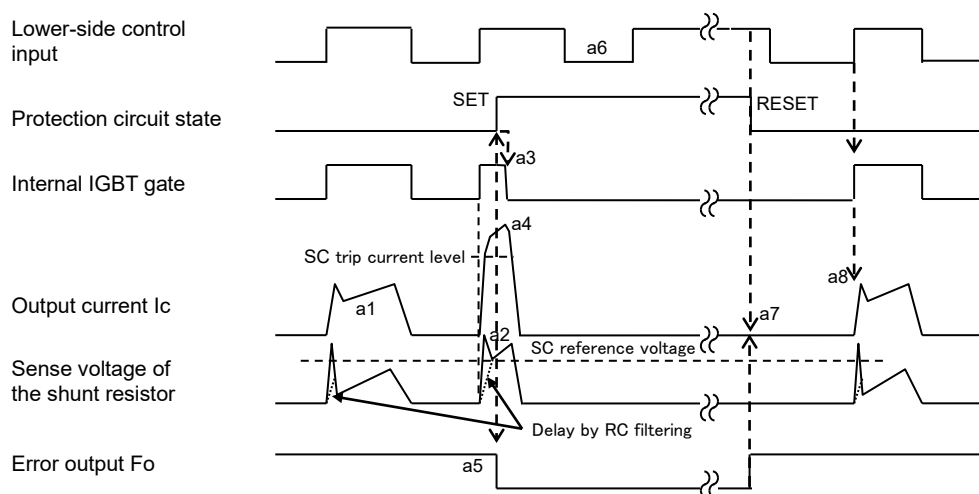 Lower-side control
input
a6
SET
RESET
Protection circuit state
a3
Internal IGBT gate
a4
SC trip current level
a8
Output current Ic
a1
a7
a2
SC reference voltage
Sense voltage of
the shunt resistor
Delay by RC filtering
Error output Fo
a5